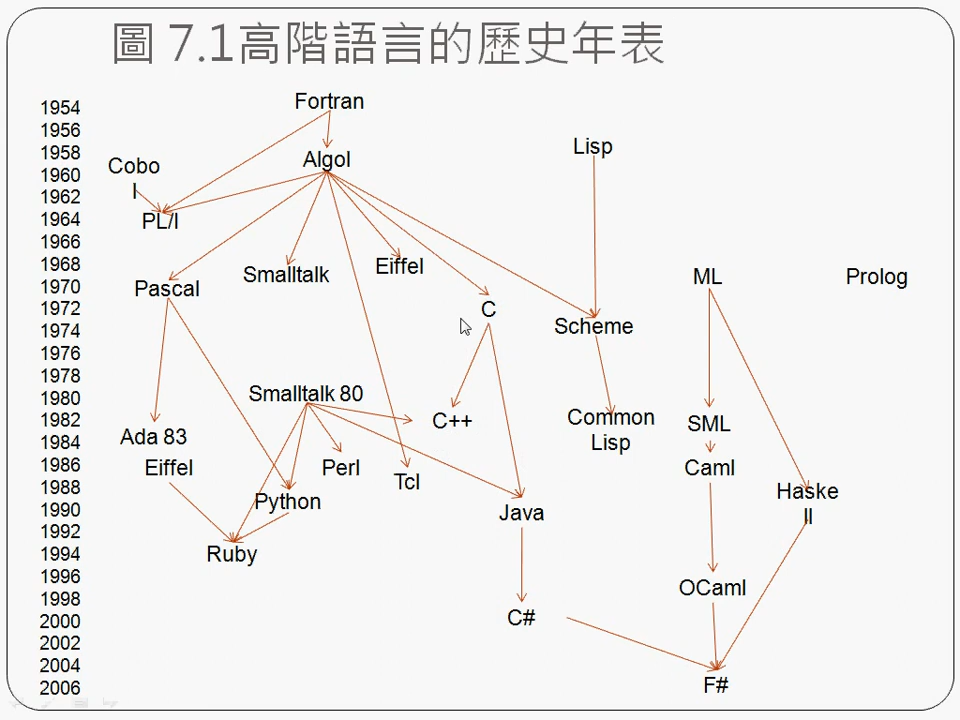 圖 7.1高階語言的歷史年表
1954
1956
1958
1960
1962
1964
1966
1968
1970
1972
1974
1976
1978
1980
1982
1984
1986
1988
1990
1992
1994
1996
1998
2000
2002
2004
2006
Fortran
Algol
Lisp
Cobo
l
PL/I
Pascal
Smalltalk
Eiffel
ML
Prolog
C
Scheme
Smalltalk 80
C++
Common
Lisp
SML
Ada 83
Eiffel
Perl
Tcl
Caml
Python
Java
Haske
ll
Ruby
OCaml
C#
F#